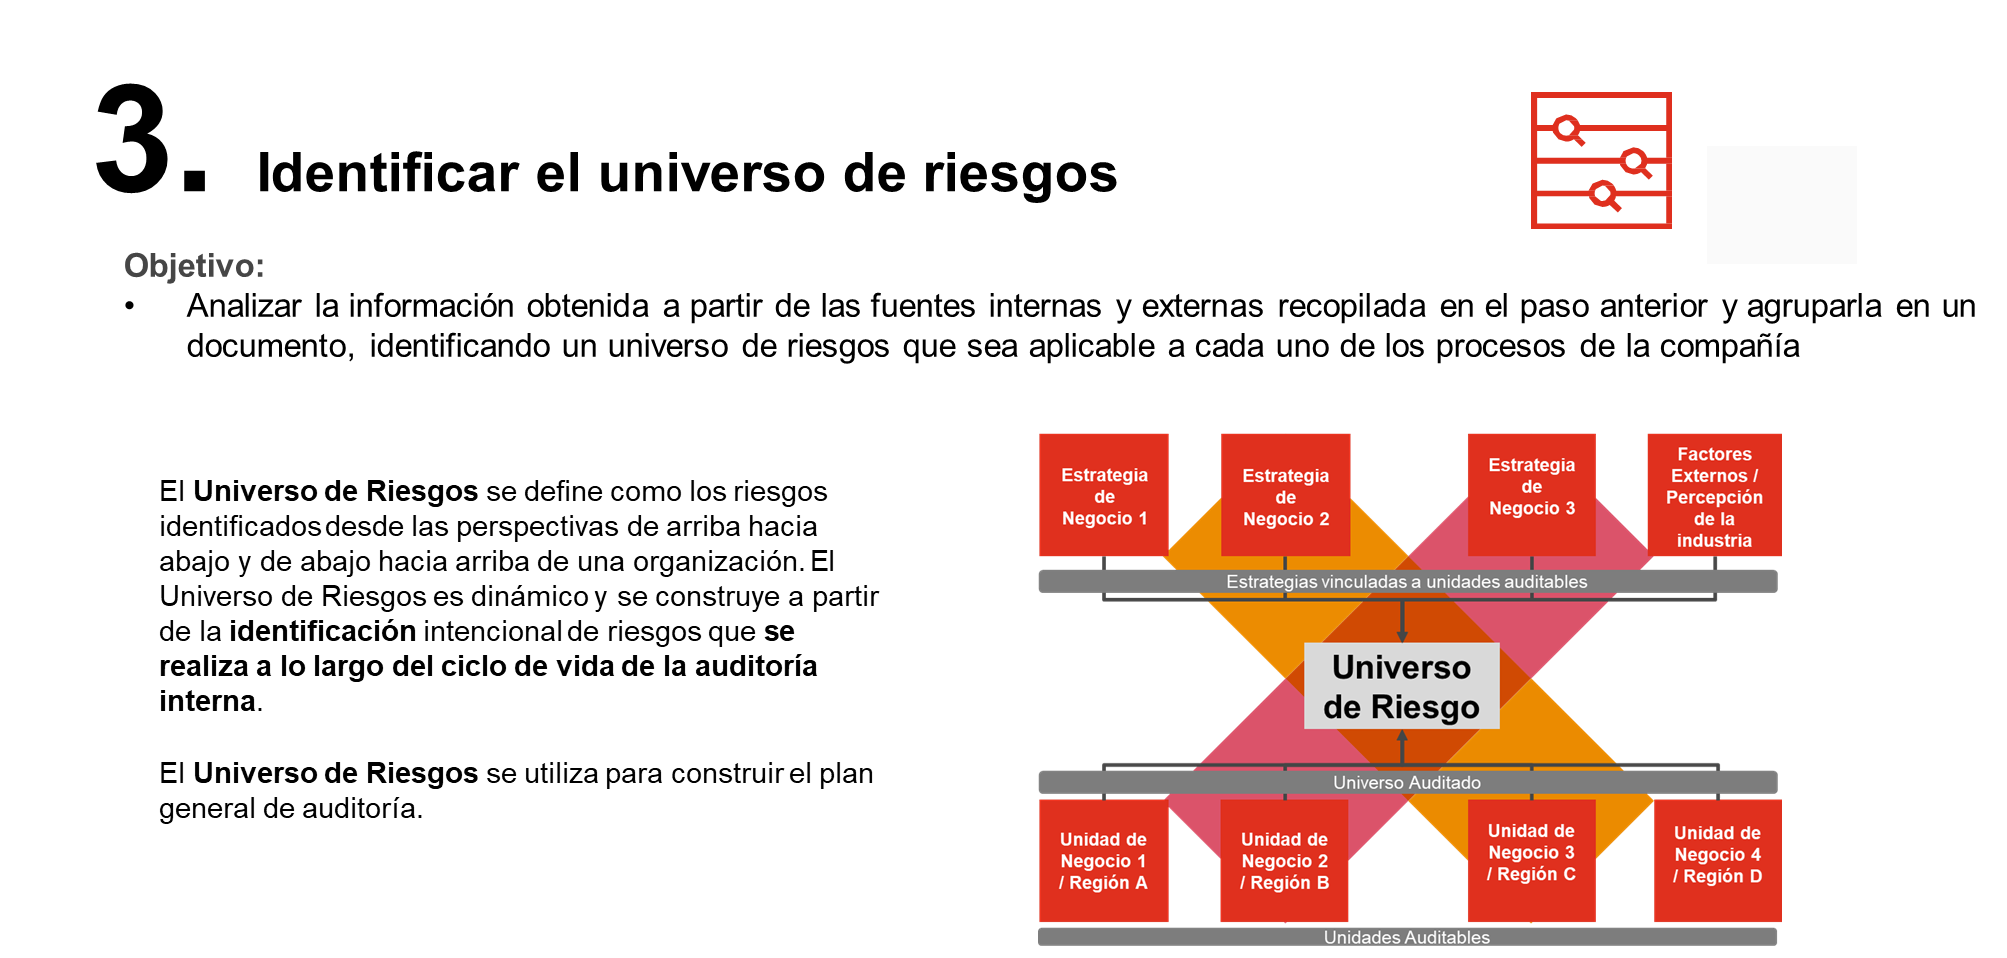 3. Identificar el universo de riesgos
Objetivo:
• Analizar la información obtenida a partir de las fuentes internas y externas recopilada en el paso anterior y agruparla en un
documento, identificando un universo de riesgos que sea aplicable a cada uno de los procesos de la compañía
El Universo de Riesgos se define como los riesgos
identificados desde las perspectivas de arriba hacia
abajo y de abajo hacia arriba de una organización. El
Universo de Riesgos es dinámico y se construye a partir
de la identificación intencional de riesgos que se
realiza a lo largo del ciclo de vida de la auditoría
interna.
El Universo de Riesgos se utiliza para construir el plan
general de auditoría.
Estrategia
de
Negocio 1
Estrategia
de
Negocio 2
Estrategia
de
Negocio 3
Factores
Externos /
Percepción
de la
industria
Estrategias vinculadas a unidades auditables
Universo
de Riesgo
Universo Auditado
Unidad de
Negocio 1
/ Región A
Unidad de
Negocio 2
/ Región B
Unidad de
Negocio 3
/ Región C
Unidad de
Negocio 4
/ Región D
Unidades Auditables